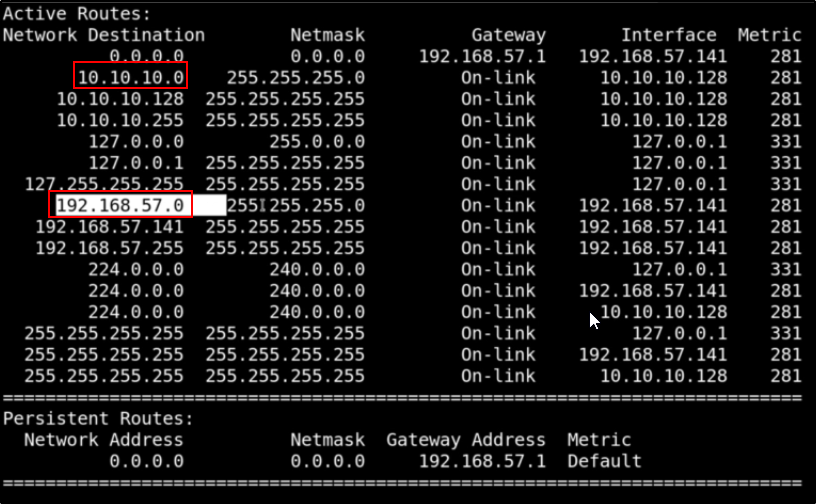 Active Routes:
Network Destination        Netmask          Gateway       Interface  Metric
          0.0.0.0          0.0.0.0     192.168.57.1   192.168.57.141    281
       10.10.10.0    255.255.255.0         On-link     10.10.10.128    281
     10.10.10.128  255.255.255.255         On-link     10.10.10.128    281
     10.10.10.255  255.255.255.255         On-link     10.10.10.128    281
        127.0.0.0        255.0.0.0         On-link        127.0.0.1    331
        127.0.0.1  255.255.255.255         On-link        127.0.0.1    331
  127.255.255.255  255.255.255.255         On-link        127.0.0.1    331
     192.168.57.0    255.255.255.0         On-link   192.168.57.141    281
   192.168.57.141  255.255.255.255         On-link   192.168.57.141    281
   192.168.57.255  255.255.255.255         On-link   192.168.57.141    281
        224.0.0.0        240.0.0.0         On-link        127.0.0.1    331
        224.0.0.0        240.0.0.0         On-link   192.168.57.141    281
        224.0.0.0        240.0.0.0         On-link     10.10.10.128    281
  255.255.255.255  255.255.255.255         On-link        127.0.0.1    331
  255.255.255.255  255.255.255.255         On-link   192.168.57.141    281
  255.255.255.255  255.255.255.255         On-link     10.10.10.128    281
===========================================================================
Persistent Routes:
  Network Address          Netmask  Gateway Address  Metric
          0.0.0.0          0.0.0.0     192.168.57.1  Default
===========================================================================